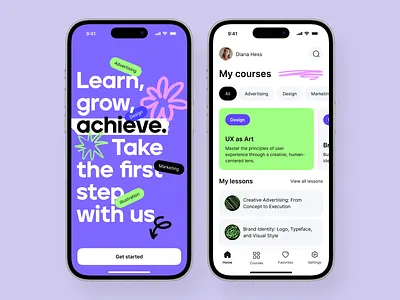 9:41
Advertising
Learn,
grow,
Design
achieve.
Take
the first
Marketing
step
Illustration
with us
Get started
9:41
Diana Hess
My courses
All
Advertising
Design
Marketing
Design
UX as Art
Master the principles of user
experience through a creative, human-
centered lens.
My lessons
View all lessons
Creative Advertising: From
Concept to Execution
Brand Identity: Logo, Typeface,
and Visual Style
Home
Courses
Favorites
Settings